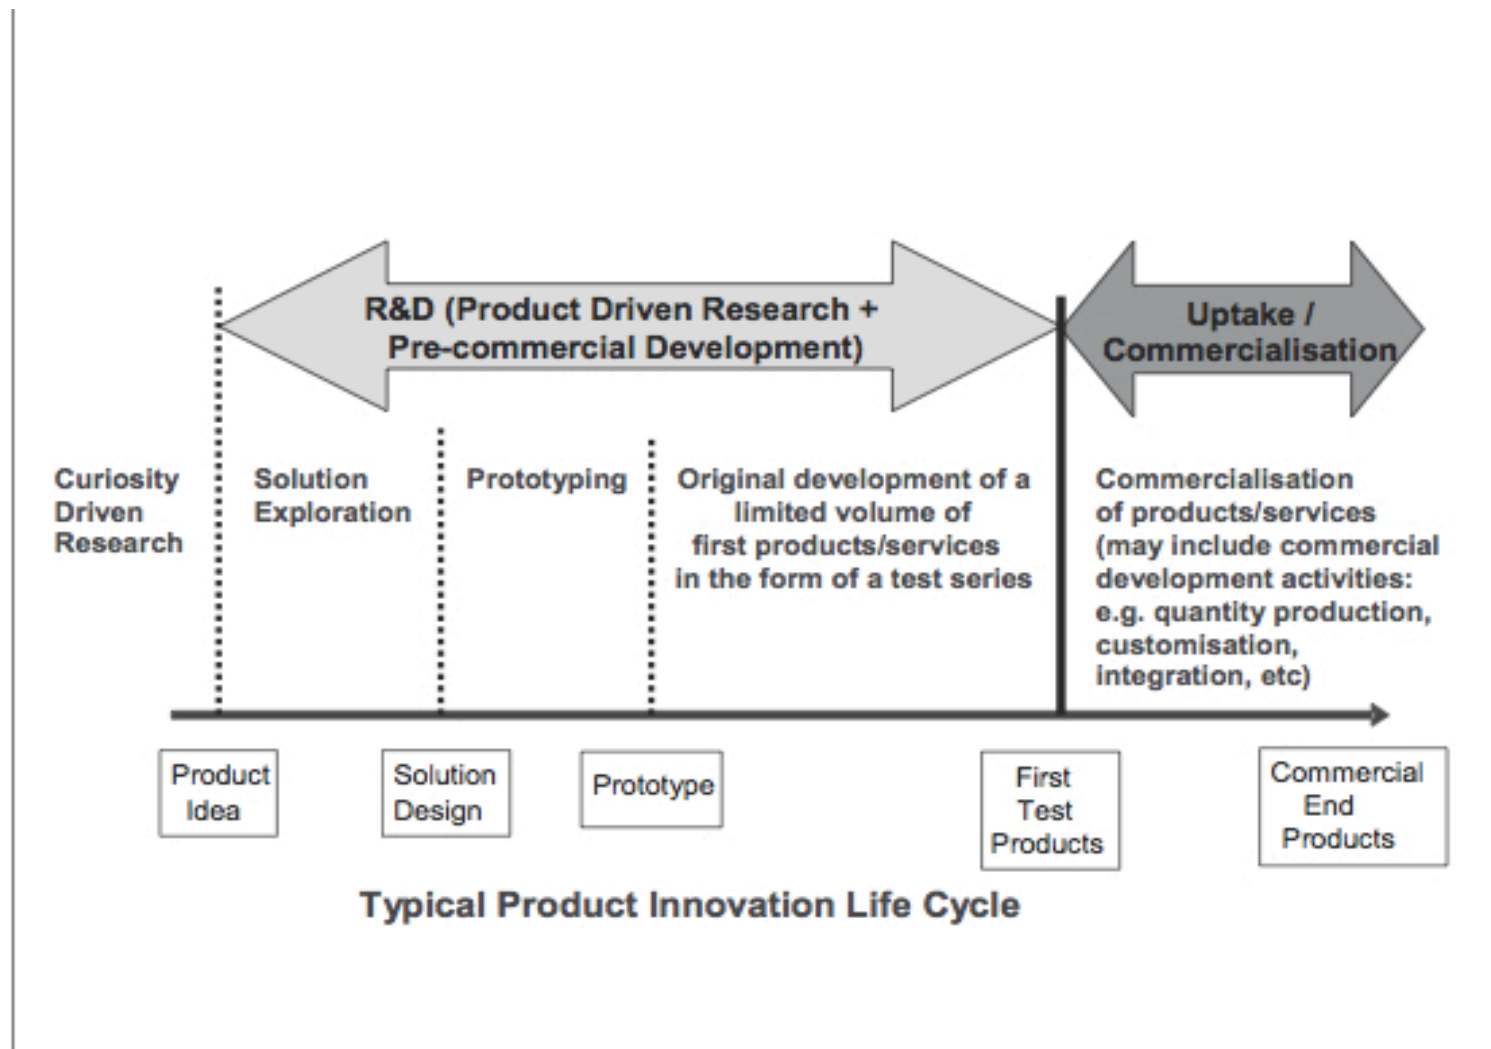 R&D (Product Driven Research +
Pre-commercial Development)
Uptake /
Commercialisation
Curiosity
Driven
Research
Solution
Exploration
Prototyping
Original development of a
limited volume of
first products/services
in the form of a test series
Commercialisation
of products/services
(may include commercial
development activities:
e.g. quantity production,
customisation,
integration, etc)
Product
Idea
Solution
Design
Prototype
First
Test
Products
Commercial
End
Products
Typical Product Innovation Life Cycle